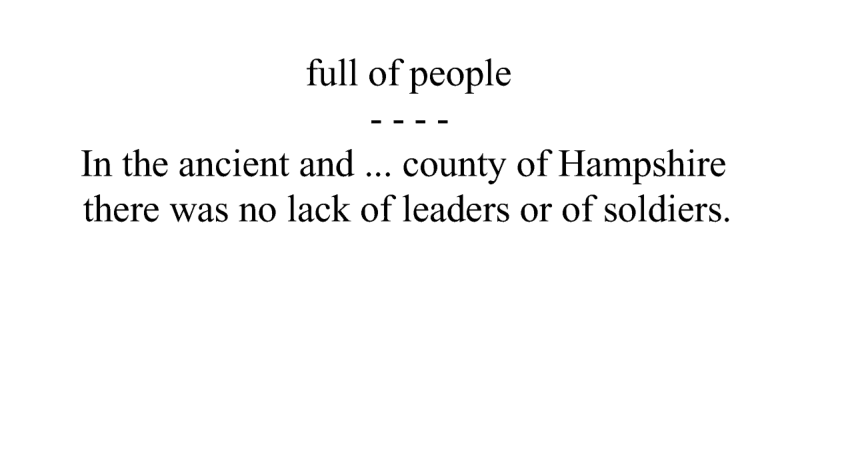 full of people
- - - -
In the ancient and ... county of Hampshire
there was no lack of leaders or of soldiers.